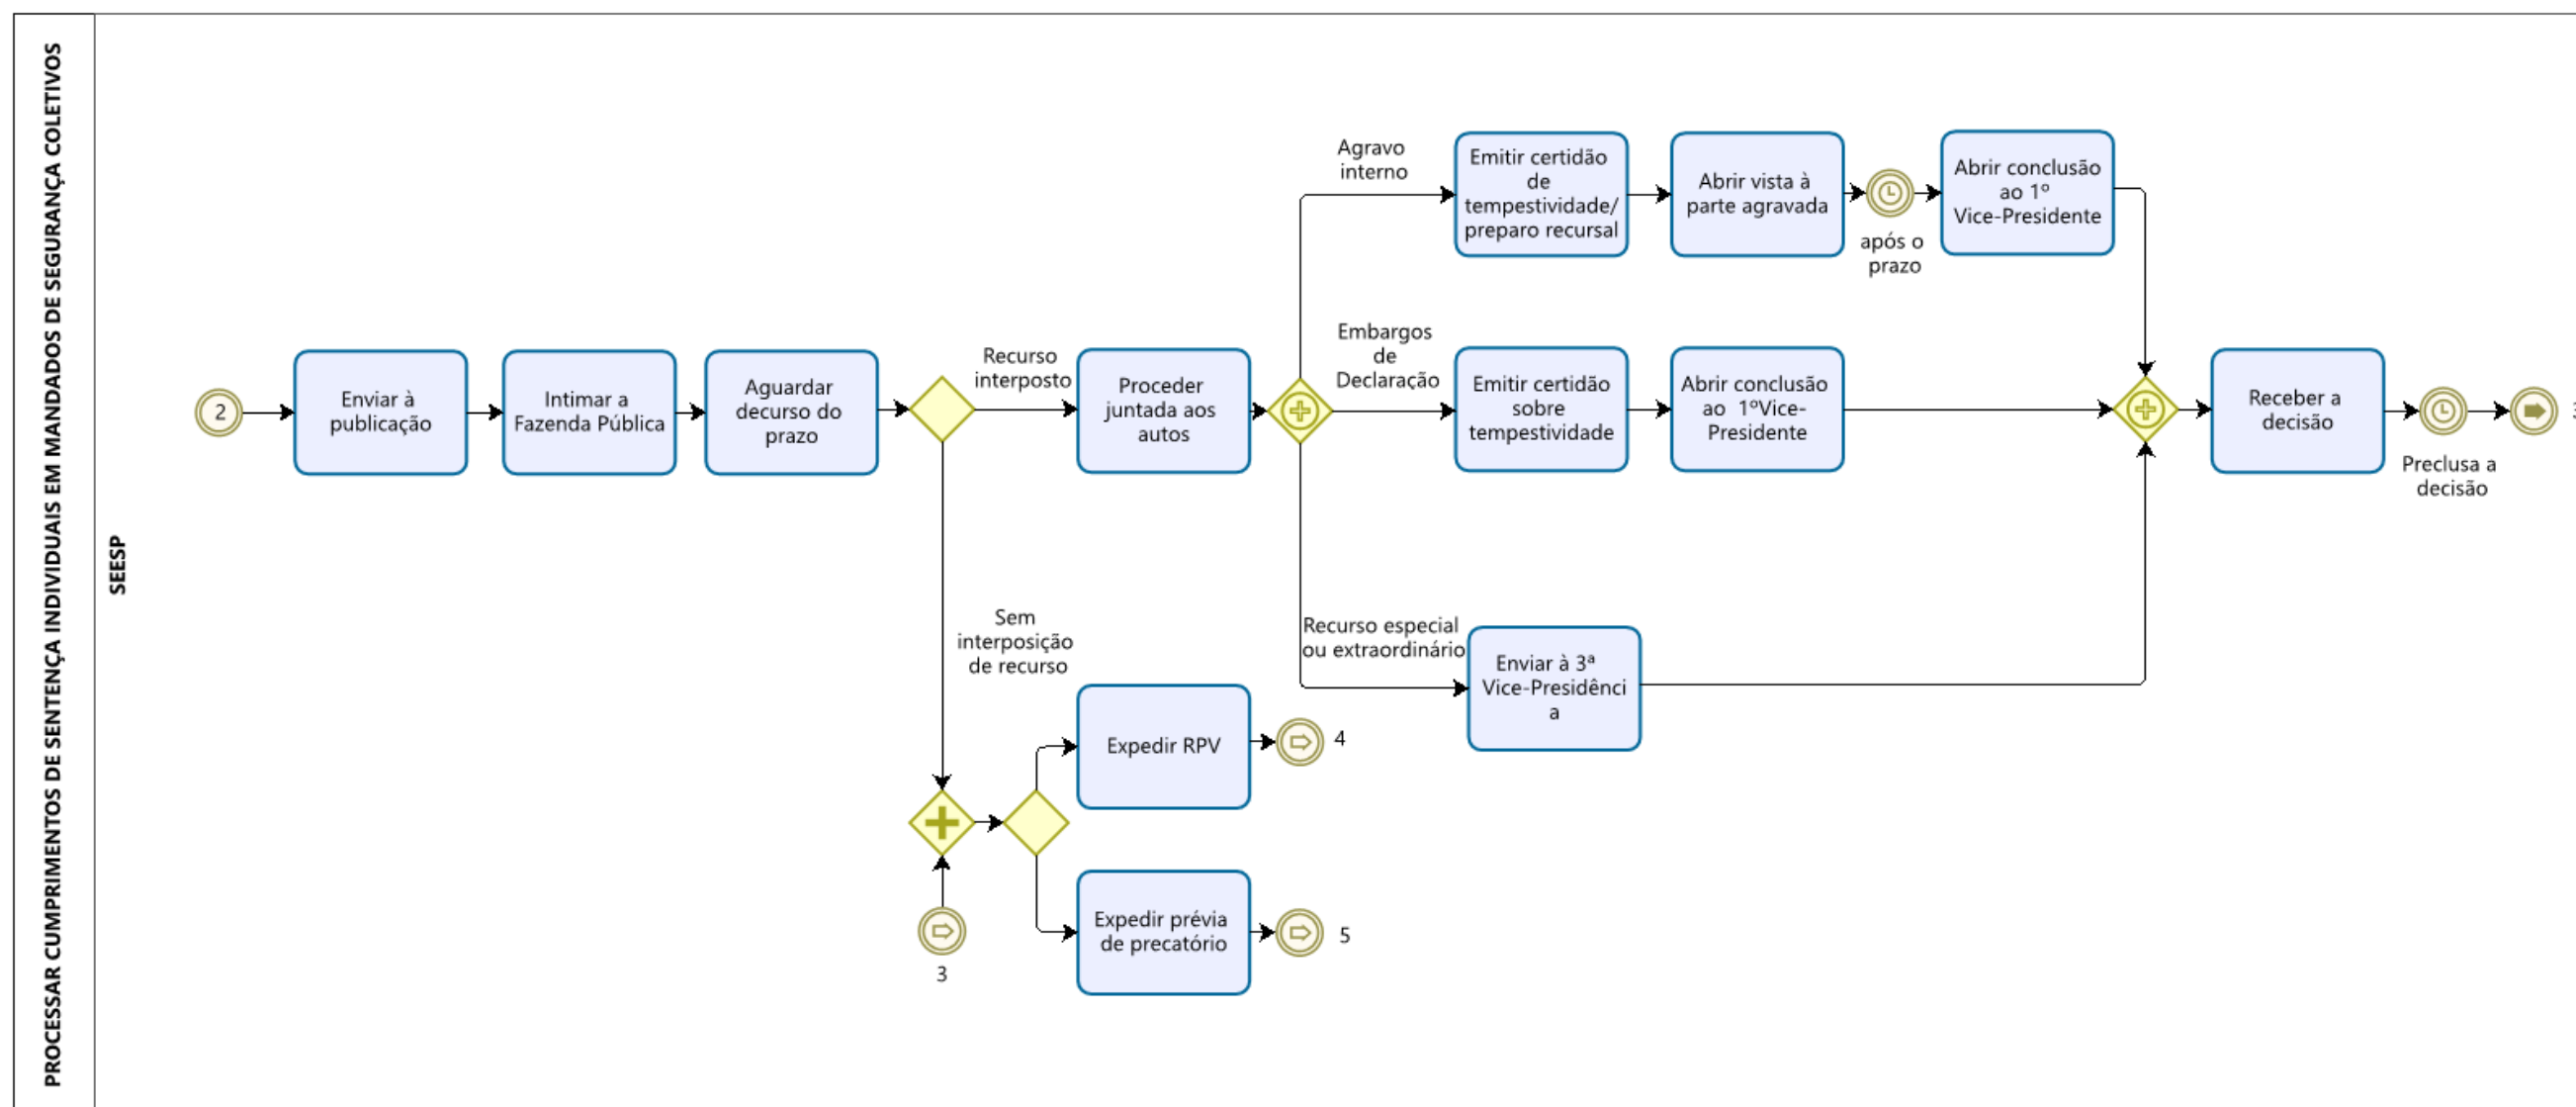 PROCESSAR CUMPRIMENTOS DE SENTENÇA INDIVIDUAIS EM MANDADOS DE SEGURANÇA COLETIVOS
SEESP
2
Enviar à
publicação
Intimar a
Fazenda Pública
Aguardar
decurso do
prazo
Recurso
interposto
Proceder
juntada aos
autos
Agravo
interno
Emitir certidão
de
tempestividade/
preparo recursal
Abrir vista à
parte agravada
após o
prazo
Abrir conclusão
ao 1º
Vice-Presidente
Embargos
de
Declaração
Emitir certidão
sobre
tempestividade
Abrir conclusão
ao 1ºVice-
Presidente
Receber a
decisão
Preclusa a
decisão
Recurso especial
ou extraordinário
Enviar à 3ª
Vice-Presidênci
a
Sem
interposição
de recurso
Expedir RPV
4
Expedir prévia
de precatório
5
3